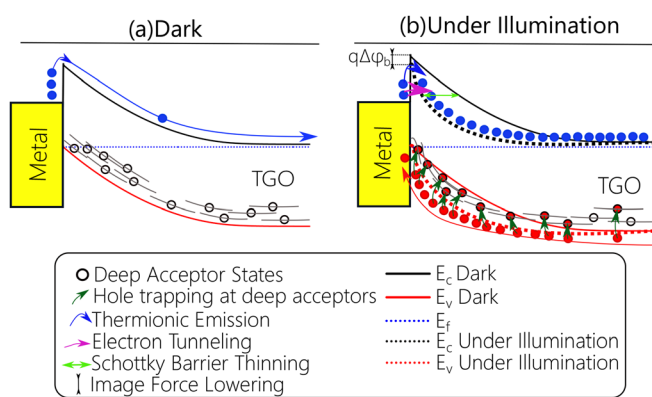 (a)Dark
(b)Under Illumination
qΔφb
Metal
TGO
Metal
TGO
Deep Acceptor States
Hole trapping at deep acceptors
Thermionic Emission
Electron Tunneling
Schottky Barrier Thinning
Image Force Lowering
Ec Dark
Ev Dark
Ef
Ec Under Illumination
Ev Under Illumination